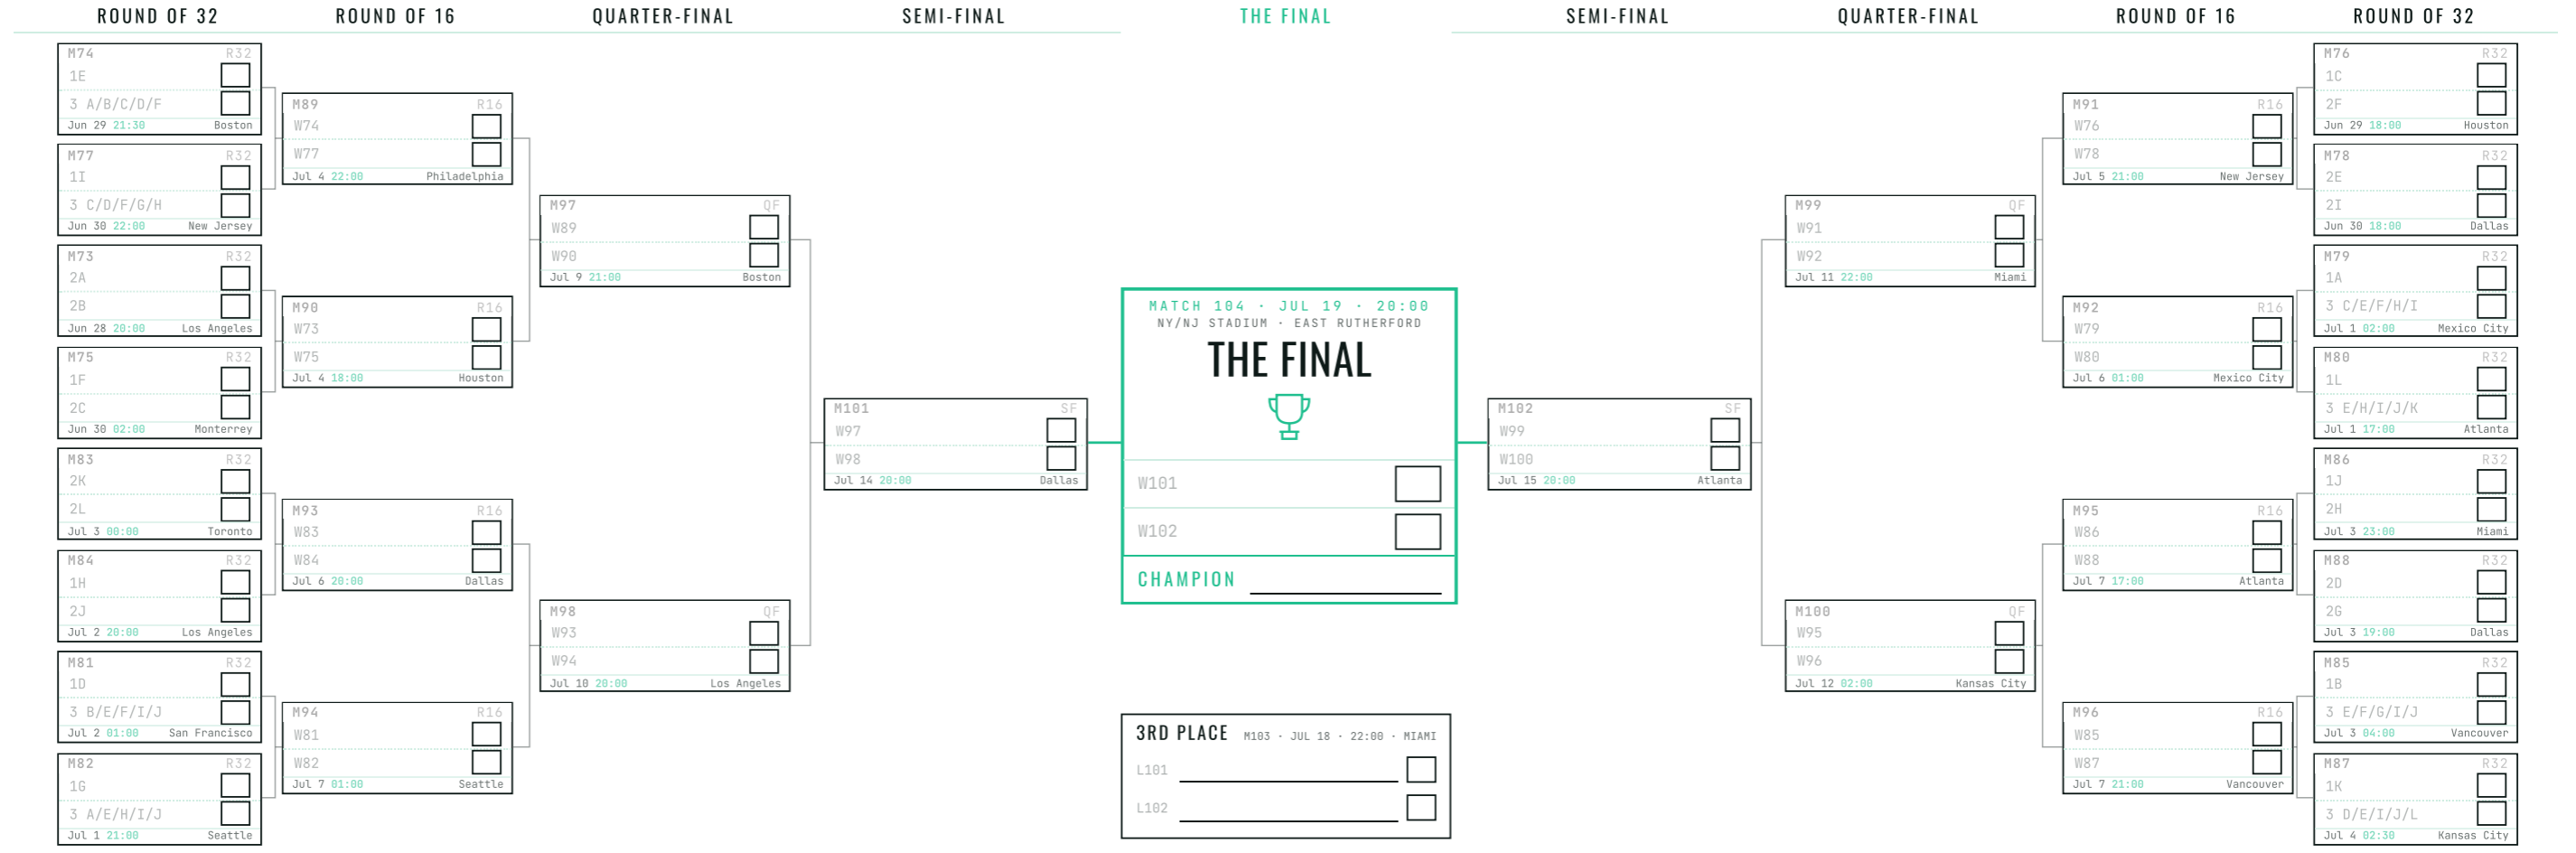 ROUND OF 32
ROUND OF 16
QUARTER-FINAL
SEMI-FINAL
THE FINAL
SEMI-FINAL
QUARTER-FINAL
ROUND OF 16
ROUND OF 32
M74 R32
1E
3 A/B/C/D/F
Jun 29 21:30 Boston
M77 R32
1I
3 C/D/F/G/H
Jun 30 22:00 New Jersey
M73 R32
2A
2B
Jun 28 20:00 Los Angeles
M75 R32
1F
2C
Jun 30 02:00 Monterrey
M83 R32
2K
2L
Jul 3 00:00 Toronto
M84 R32
1H
2J
Jul 2 20:00 Los Angeles
M81 R32
1D
3 B/E/F/I/J
Jul 2 01:00 San Francisco
M82 R32
1G
3 A/E/H/I/J
Jul 1 21:00 Seattle
M89 R16
W74
W77
Jul 4 22:00 Philadelphia
M90 R16
W73
W75
Jul 4 18:00 Houston
M93 R16
W83
W84
Jul 6 20:00 Dallas
M94 R16
W81
W82
Jul 7 01:00 Seattle
M97 QF
W89
W90
Jul 9 21:00 Boston
M98 QF
W93
W94
Jul 10 20:00 Los Angeles
M101 SF
W97
W98
Jul 14 20:00 Dallas
MATCH 104 · JUL 19 · 20:00
NY/NJ STADIUM · EAST RUTHERFORD
THE FINAL
W101
W102
CHAMPION
3RD PLACE M103 · JUL 18 · 22:00 · MIAMI
L101
L102
M102 SF
W99
W100
Jul 15 20:00 Atlanta
M99 QF
W91
W92
Jul 11 22:00 Miami
M100 QF
W95
W96
Jul 12 02:00 Kansas City
M91 R16
W76
W78
Jul 5 21:00 New Jersey
M92 R16
W79
W80
Jul 6 01:00 Mexico City
M95 R16
W86
W88
Jul 7 17:00 Atlanta
M96 R16
W85
W87
Jul 7 21:00 Vancouver
M76 R32
1C
2F
Jun 29 18:00 Houston
M78 R32
2E
2I
Jun 30 18:00 Dallas
M79 R32
1A
3 C/E/F/H/I
Jul 1 02:00 Mexico City
M80 R32
1L
3 E/H/I/J/K
Jul 1 17:00 Atlanta
M86 R32
1J
2H
Jul 3 23:00 Miami
M88 R32
2D
2G
Jul 3 19:00 Dallas
M85 R32
1B
3 E/F/G/I/J
Jul 3 04:00 Vancouver
M87 R32
1K
3 D/E/I/J/L
Jul 4 02:30 Kansas City